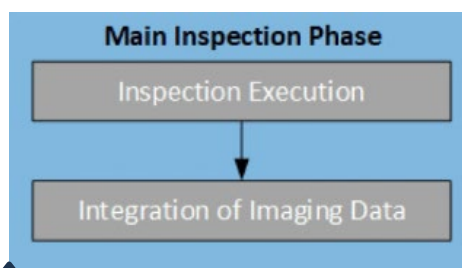 Main Inspection Phase
Inspection Execution
Integration of Imaging Data